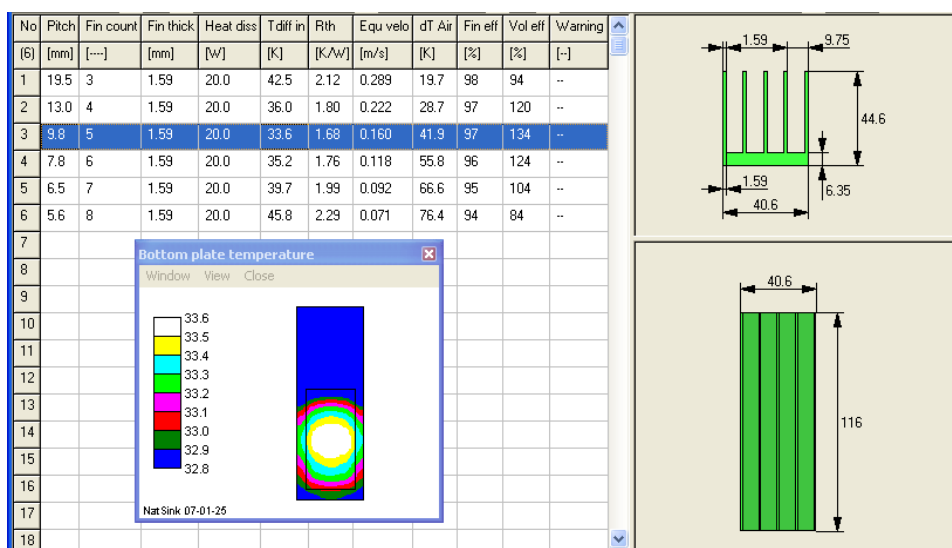 No Pitch Fin count Fin thick Heat diss T diff in Rth Equ velo dT Air Fin eff Vol eff Warning
(6) [mm] [----] [mm] [W] [K] [K/W] [m/s] [K] [%] [%] [--]
1 19.5 3 1.59 20.0 42.5 2.12 0.289 19.7 98 94 --
2 13.0 4 1.59 20.0 36.0 1.80 0.222 28.7 97 120 --
3 9.8 5 1.59 20.0 33.6 1.68 0.160 41.9 97 134 --
4 7.8 6 1.59 20.0 35.2 1.76 0.118 55.8 96 124 --
5 6.5 7 1.59 20.0 39.7 1.99 0.092 66.6 95 104 --
6 5.6 8 1.59 20.0 45.8 2.29 0.071 76.4 94 84 --
7
8
9
10
11
12
13
14
15
16
17
18
Bottom plate temperature
Window View Close
33.6
33.5
33.4
33.3
33.2
33.1
33.0
32.9
32.8
NatSink 07-01-25
1.59 9.75
44.6
1.59 6.35
40.6
40.6
116